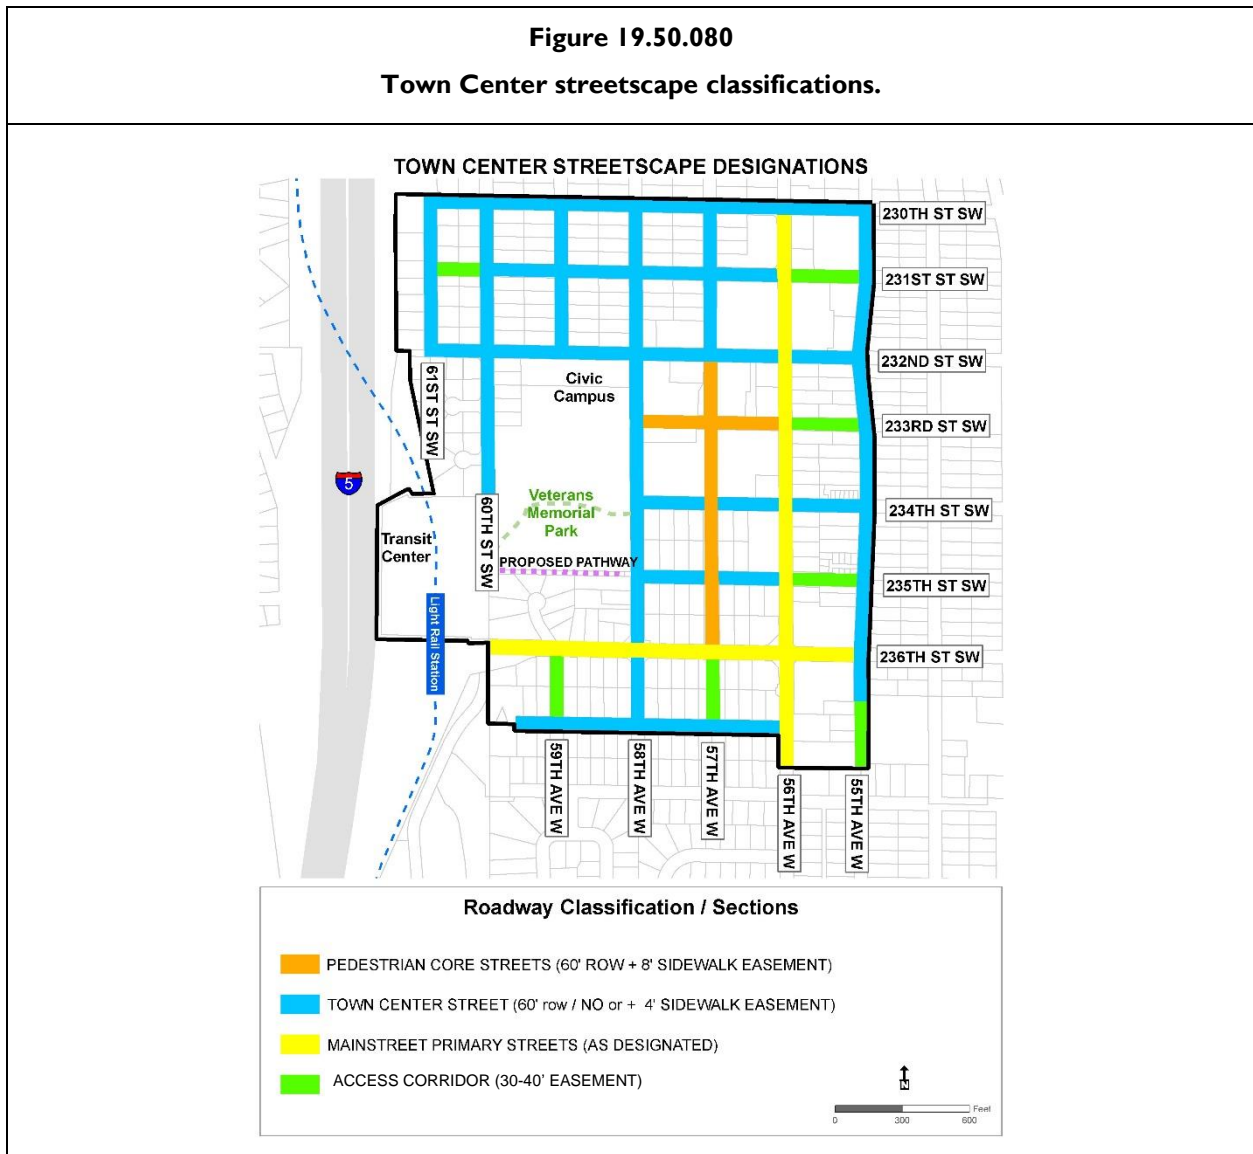 Figure 19.50.080
Town Center streetscape classifications.
TOWN CENTER STREETSCAPE DESIGNATIONS
230TH ST SW
231ST ST SW
232ND ST SW
61ST ST SW
Civic
Campus
233RD ST SW
5
60TH ST SW
Veterans
Memorial
Park
234TH ST SW
Transit
Center
PROPOSED PATHWAY
235TH ST SW
Light Rail Station
236TH ST SW
59TH AVE W
58TH AVE W
57TH AVE W
56TH AVE W
55TH AVE W
Roadway Classification / Sections
PEDESTRIAN CORE STREETS (60' ROW + 8' SIDEWALK EASEMENT)
TOWN CENTER STREET (60' row / NO or + 4' SIDEWALK EASEMENT)
MAINSTREET PRIMARY STREETS (AS DESIGNATED)
ACCESS CORRIDOR (30-40' EASEMENT)
N
Feet
0 300 600